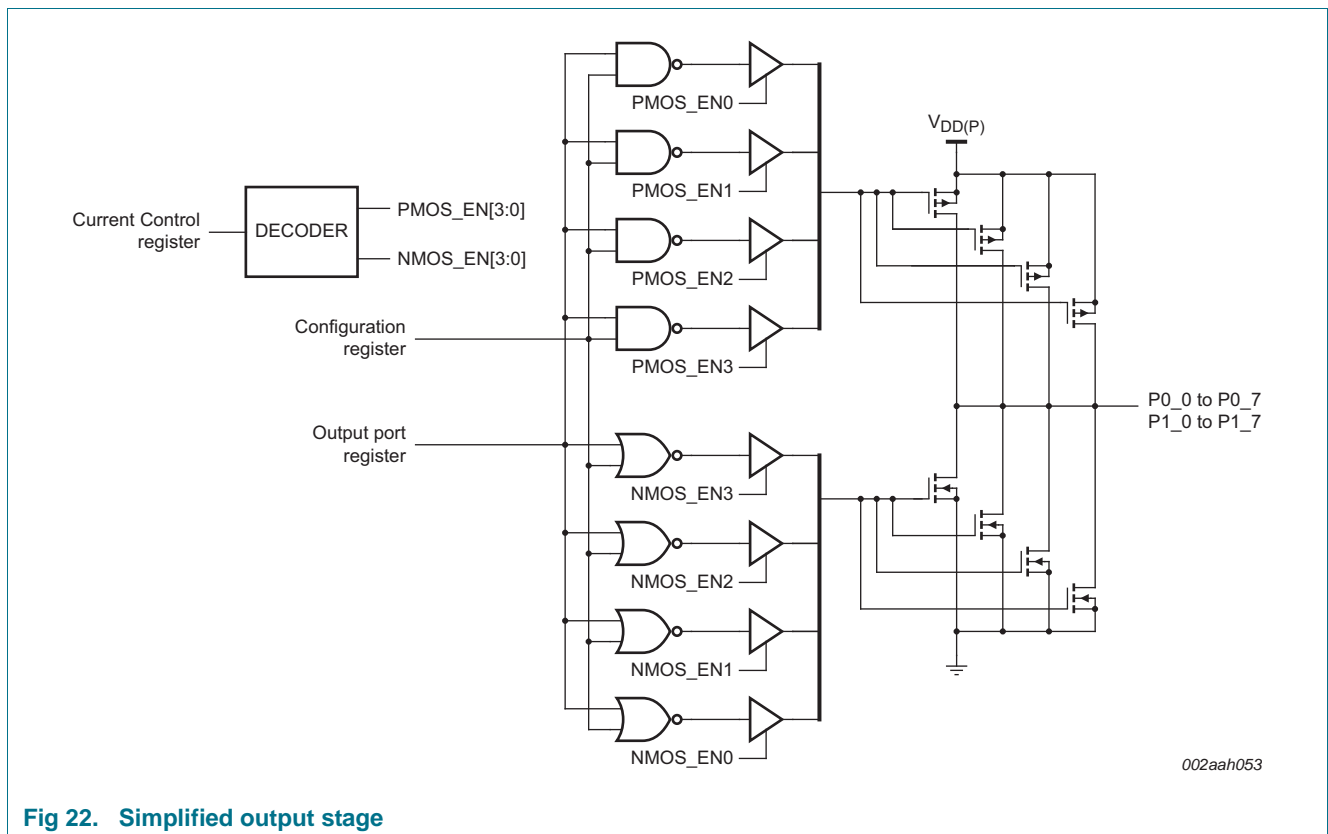 PMOS_EN0
VDD(P)
PMOS_EN1
Current Control
register
DECODER
PMOS_EN[3:0]
NMOS_EN[3:0]
PMOS_EN2
Configuration
register
PMOS_EN3
P0_0 to P0_7
P1_0 to P1_7
Output port
register
NMOS_EN3
NMOS_EN2
NMOS_EN1
NMOS_EN0
002aah053
Fig 22. Simplified output stage